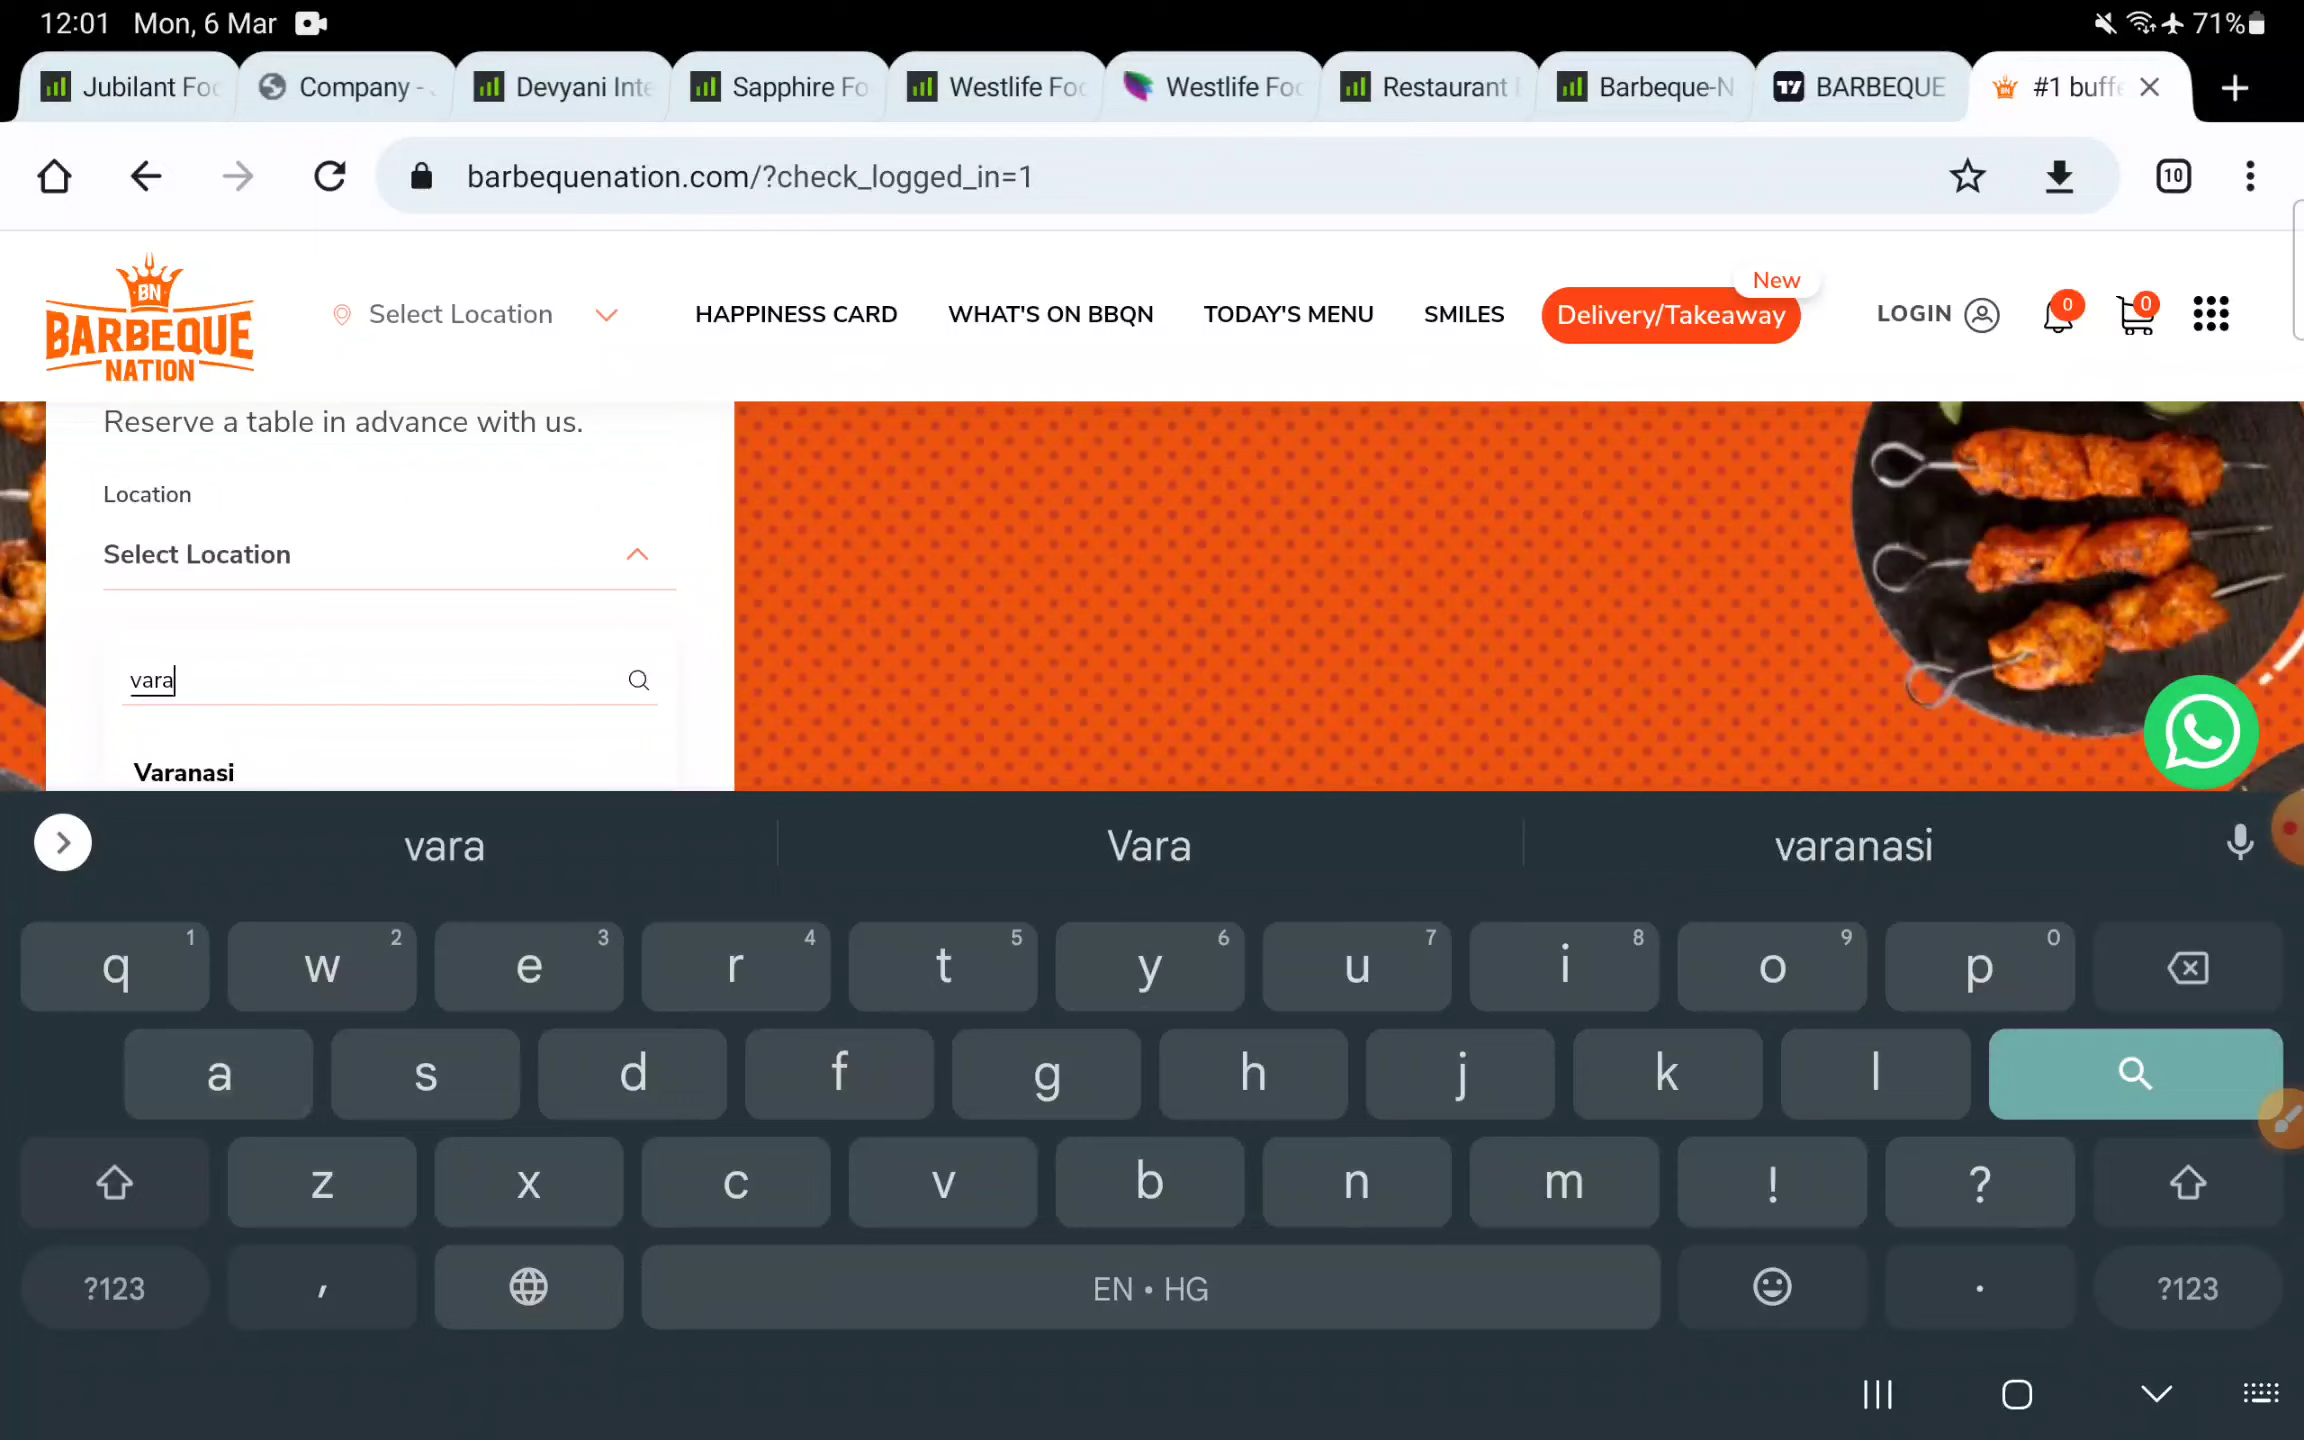 12:01 Mon, 6 Mar 71%
Jubilant Foo Company - Devyani Inte Sapphire Fo Westlife Foo Westlife Foo Restaurant Barbeque-N BARBEQUE #1 buffe
barbequenation.com/?check_logged_in=1 10
BN
BARBEQUE
NATION
Select Location HAPPINESS CARD WHAT'S ON BBQN TODAY'S MENU SMILES Delivery/Takeaway New LOGIN 0 0
Reserve a table in advance with us.
Location
Select Location
vara
Varanasi
vara Vara varanasi
q 1 w 2 e 3 r 4 t 5 y 6 u 7 i 8 o 9 p 0
a s d f g h j k l
z x c v b n m ! ?
?123 , EN • HG . ?123